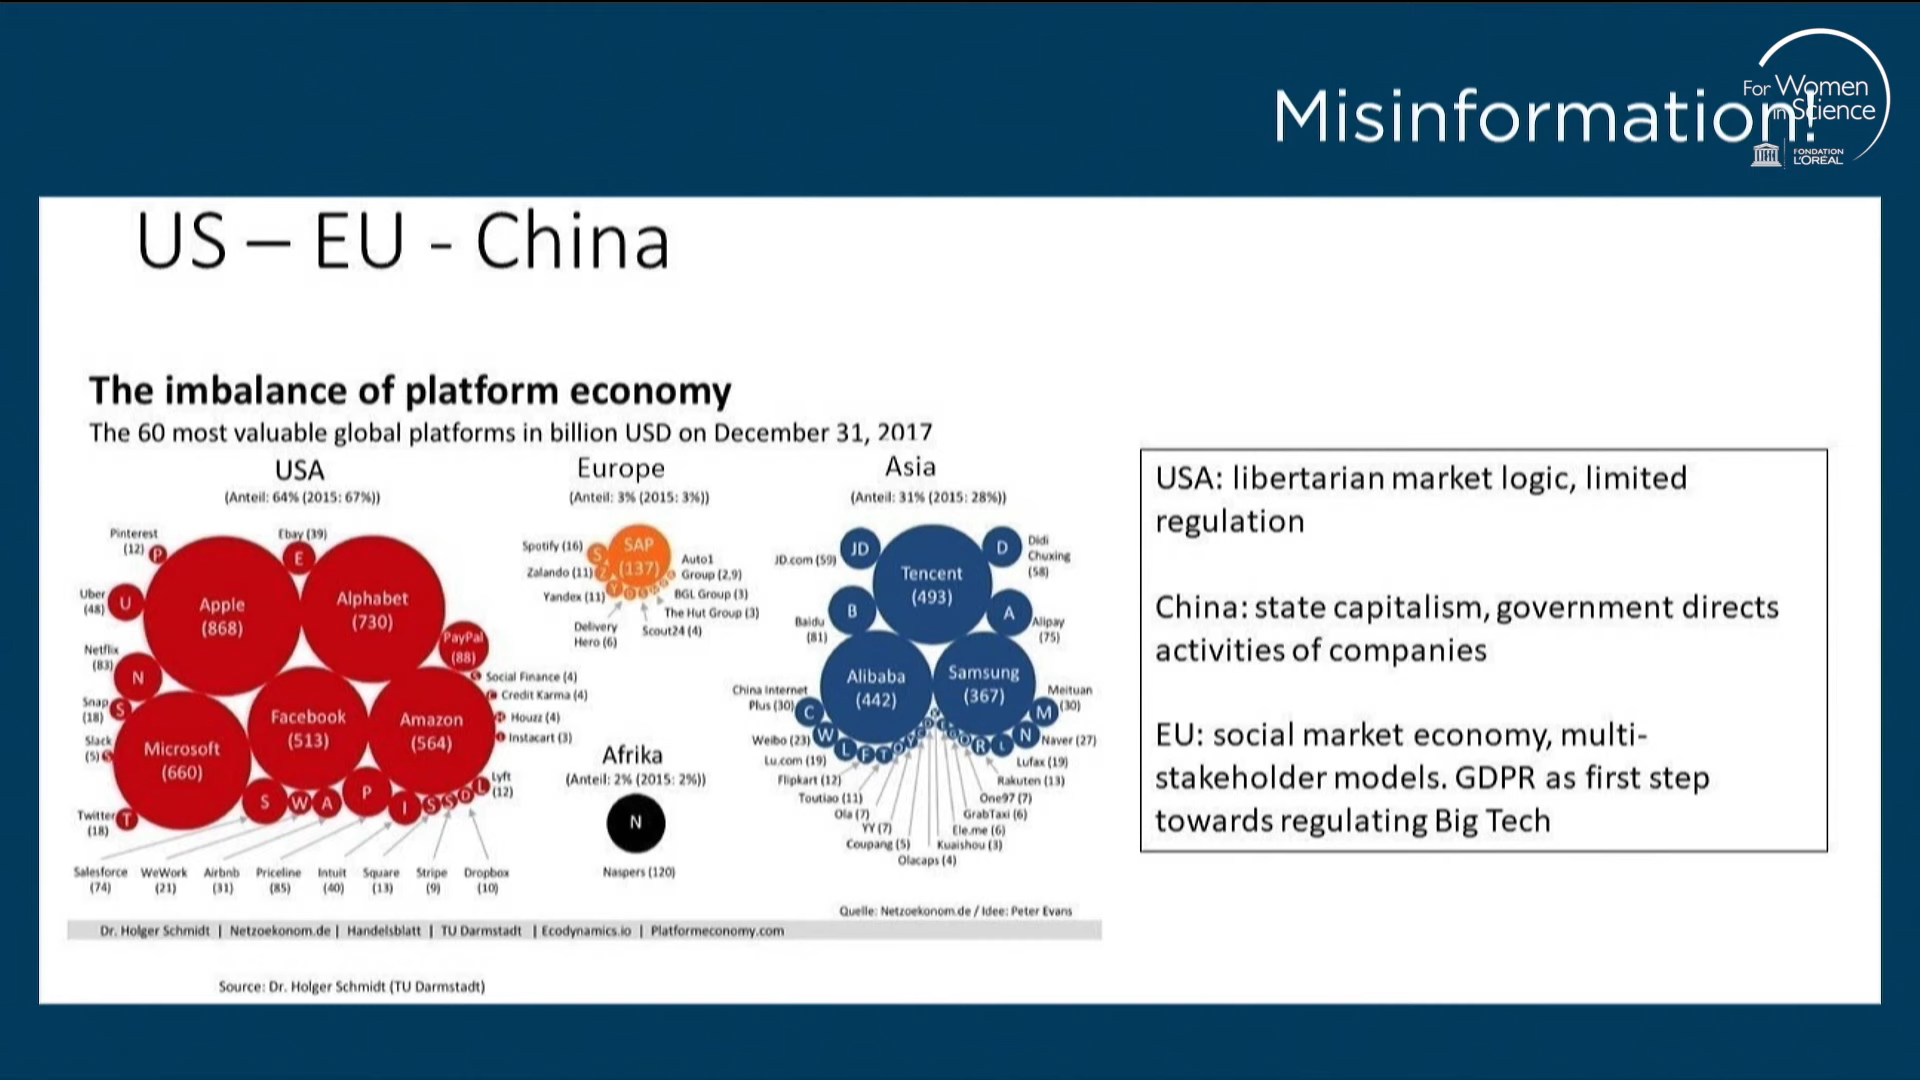 Misinformation!
For Women
in Science
FONDATION
L'ORÉAL
US – EU - China
The imbalance of platform economy
The 60 most valuable global platforms in billion USD on December 31, 2017
USA
(Anteil: 64% (2015: 67%))
Pinterest
(12)
P
Ebay (39)
E
Uber
(48)
U
Apple
(868)
Alphabet
(730)
PayPal
(88)
Netflix
(83)
N
Social Finance (4)
Credit Karma (4)
Snap
(18)
S
Facebook
(513)
Amazon
(564)
Houzz (4)
Instacart (3)
Slack
(5)
S
Microsoft
(660)
Lyft
(12)
L
Twitter
(18)
T
S
W
A
P
I
S
S
D
Salesforce
(74)
WeWork
(21)
Airbnb
(31)
Priceline
(85)
Intuit
(40)
Square
(13)
Stripe
(9)
Dropbox
(10)
Europe
(Anteil: 3% (2015: 3%))
Spotify (16)
S
SAP
(137)
Zalando (11)
Z
Auto1
Group (2,9)
Yandex (11)
Y
BGL Group (3)
The Hut Group (3)
Delivery
Hero (6)
Scout24 (4)
Afrika
(Anteil: 2% (2015: 2%))
N
Naspers (120)
Asia
(Anteil: 31% (2015: 28%))
JD.com (59)
JD
Tencent
(493)
D
Didi
Chuxing
(58)
Baidu
(81)
B
A
Alipay
(75)
Alibaba
(442)
Samsung
(367)
China Internet
Plus (30)
C
Meituan
(30)
M
Weibo (23)
W
N
Naver (27)
L
F
T
O
Y
R
L
Lu.com (19)
Lufax (19)
Flipkart (12)
Rakuten (13)
Toutiao (11)
One97 (7)
Ola (7)
GrabTaxi (6)
YY (7)
Ele.me (6)
Coupang (5)
Kuaishou (3)
Olacaps (4)
Quelle: Netzoekonom.de / Idee: Peter Evans
Dr. Holger Schmidt | Netzoekonom.de | Handelsblatt | TU Darmstadt | Ecodynamics.io | Platformeconomy.com
Source: Dr. Holger Schmidt (TU Darmstadt)
USA: libertarian market logic, limited
regulation
China: state capitalism, government directs
activities of companies
EU: social market economy, multi-
stakeholder models. GDPR as first step
towards regulating Big Tech